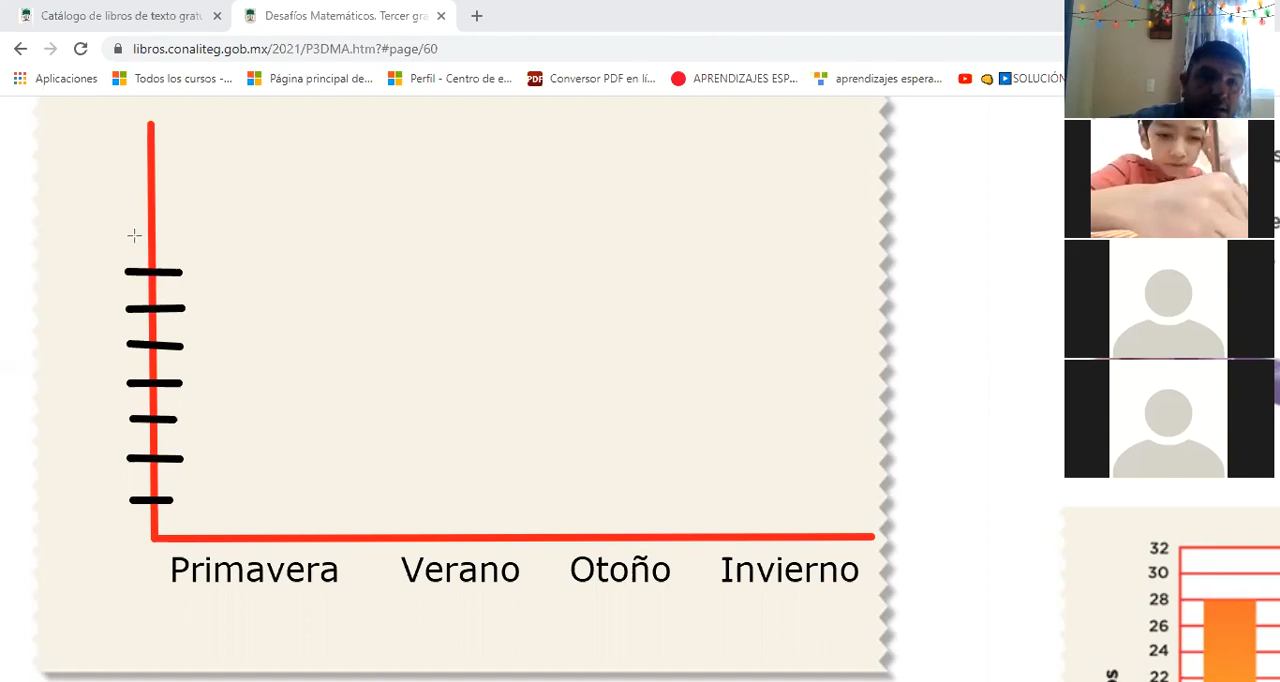 Catálogo de libros de texto gratu
Desafíos Matemáticos. Tercer gra
libros.conaliteg.gob.mx/2021/P3DMA.htm?#page/60
Aplicaciones
Todos los cursos -...
Página principal de...
Perfil - Centro de e...
PDF
Conversor PDF en lí...
APRENDIZAJES ESP...
aprendizajes espera...
SOLUCIÓN
Primavera Verano Otoño Invierno
32
30
28
26
24
22
os